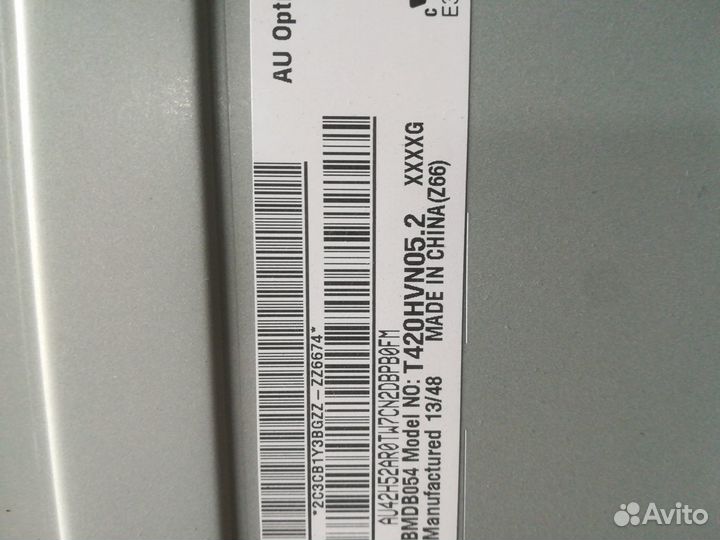 AU Opt
*2C3CB1Y3BGZZ-ZZ6674*
AU42H52AR0TW7CN2DBPB0FM
BMDB054 Model NO: T420HVN05.2 XXXXG
Manufactured 13/48 MADE IN CHINA(Z66)
c
Avito